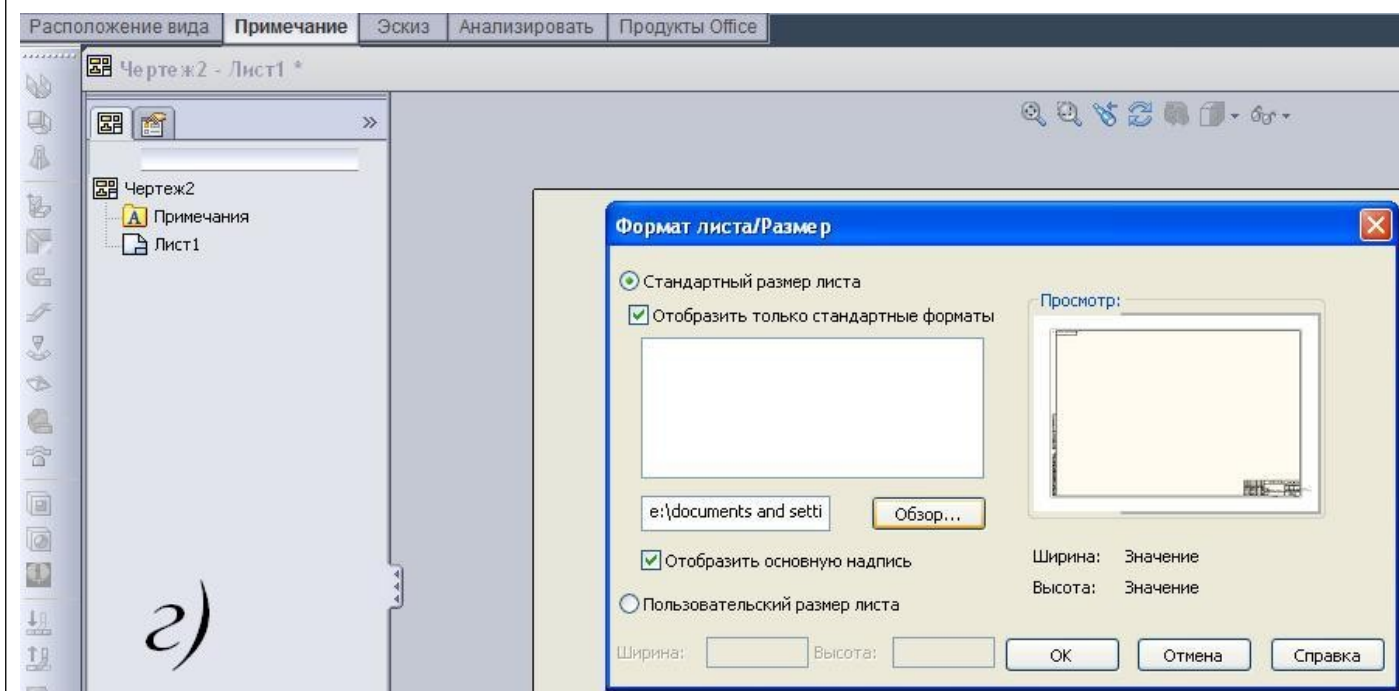 Расположение вида Примечание Эскиз Анализировать Продукты Office
Чертеж2 - Лист1 *
Чертеж2
A Примечания
Лист1
Формат листа/Размер
Стандартный размер листа
Отобразить только стандартные форматы
Просмотр:
e:\documents and setti Обзор...
Отобразить основную надпись
Ширина: Значение
Высота: Значение
Пользовательский размер листа
Ширина: Высота:
OK Отмена Справка
г)